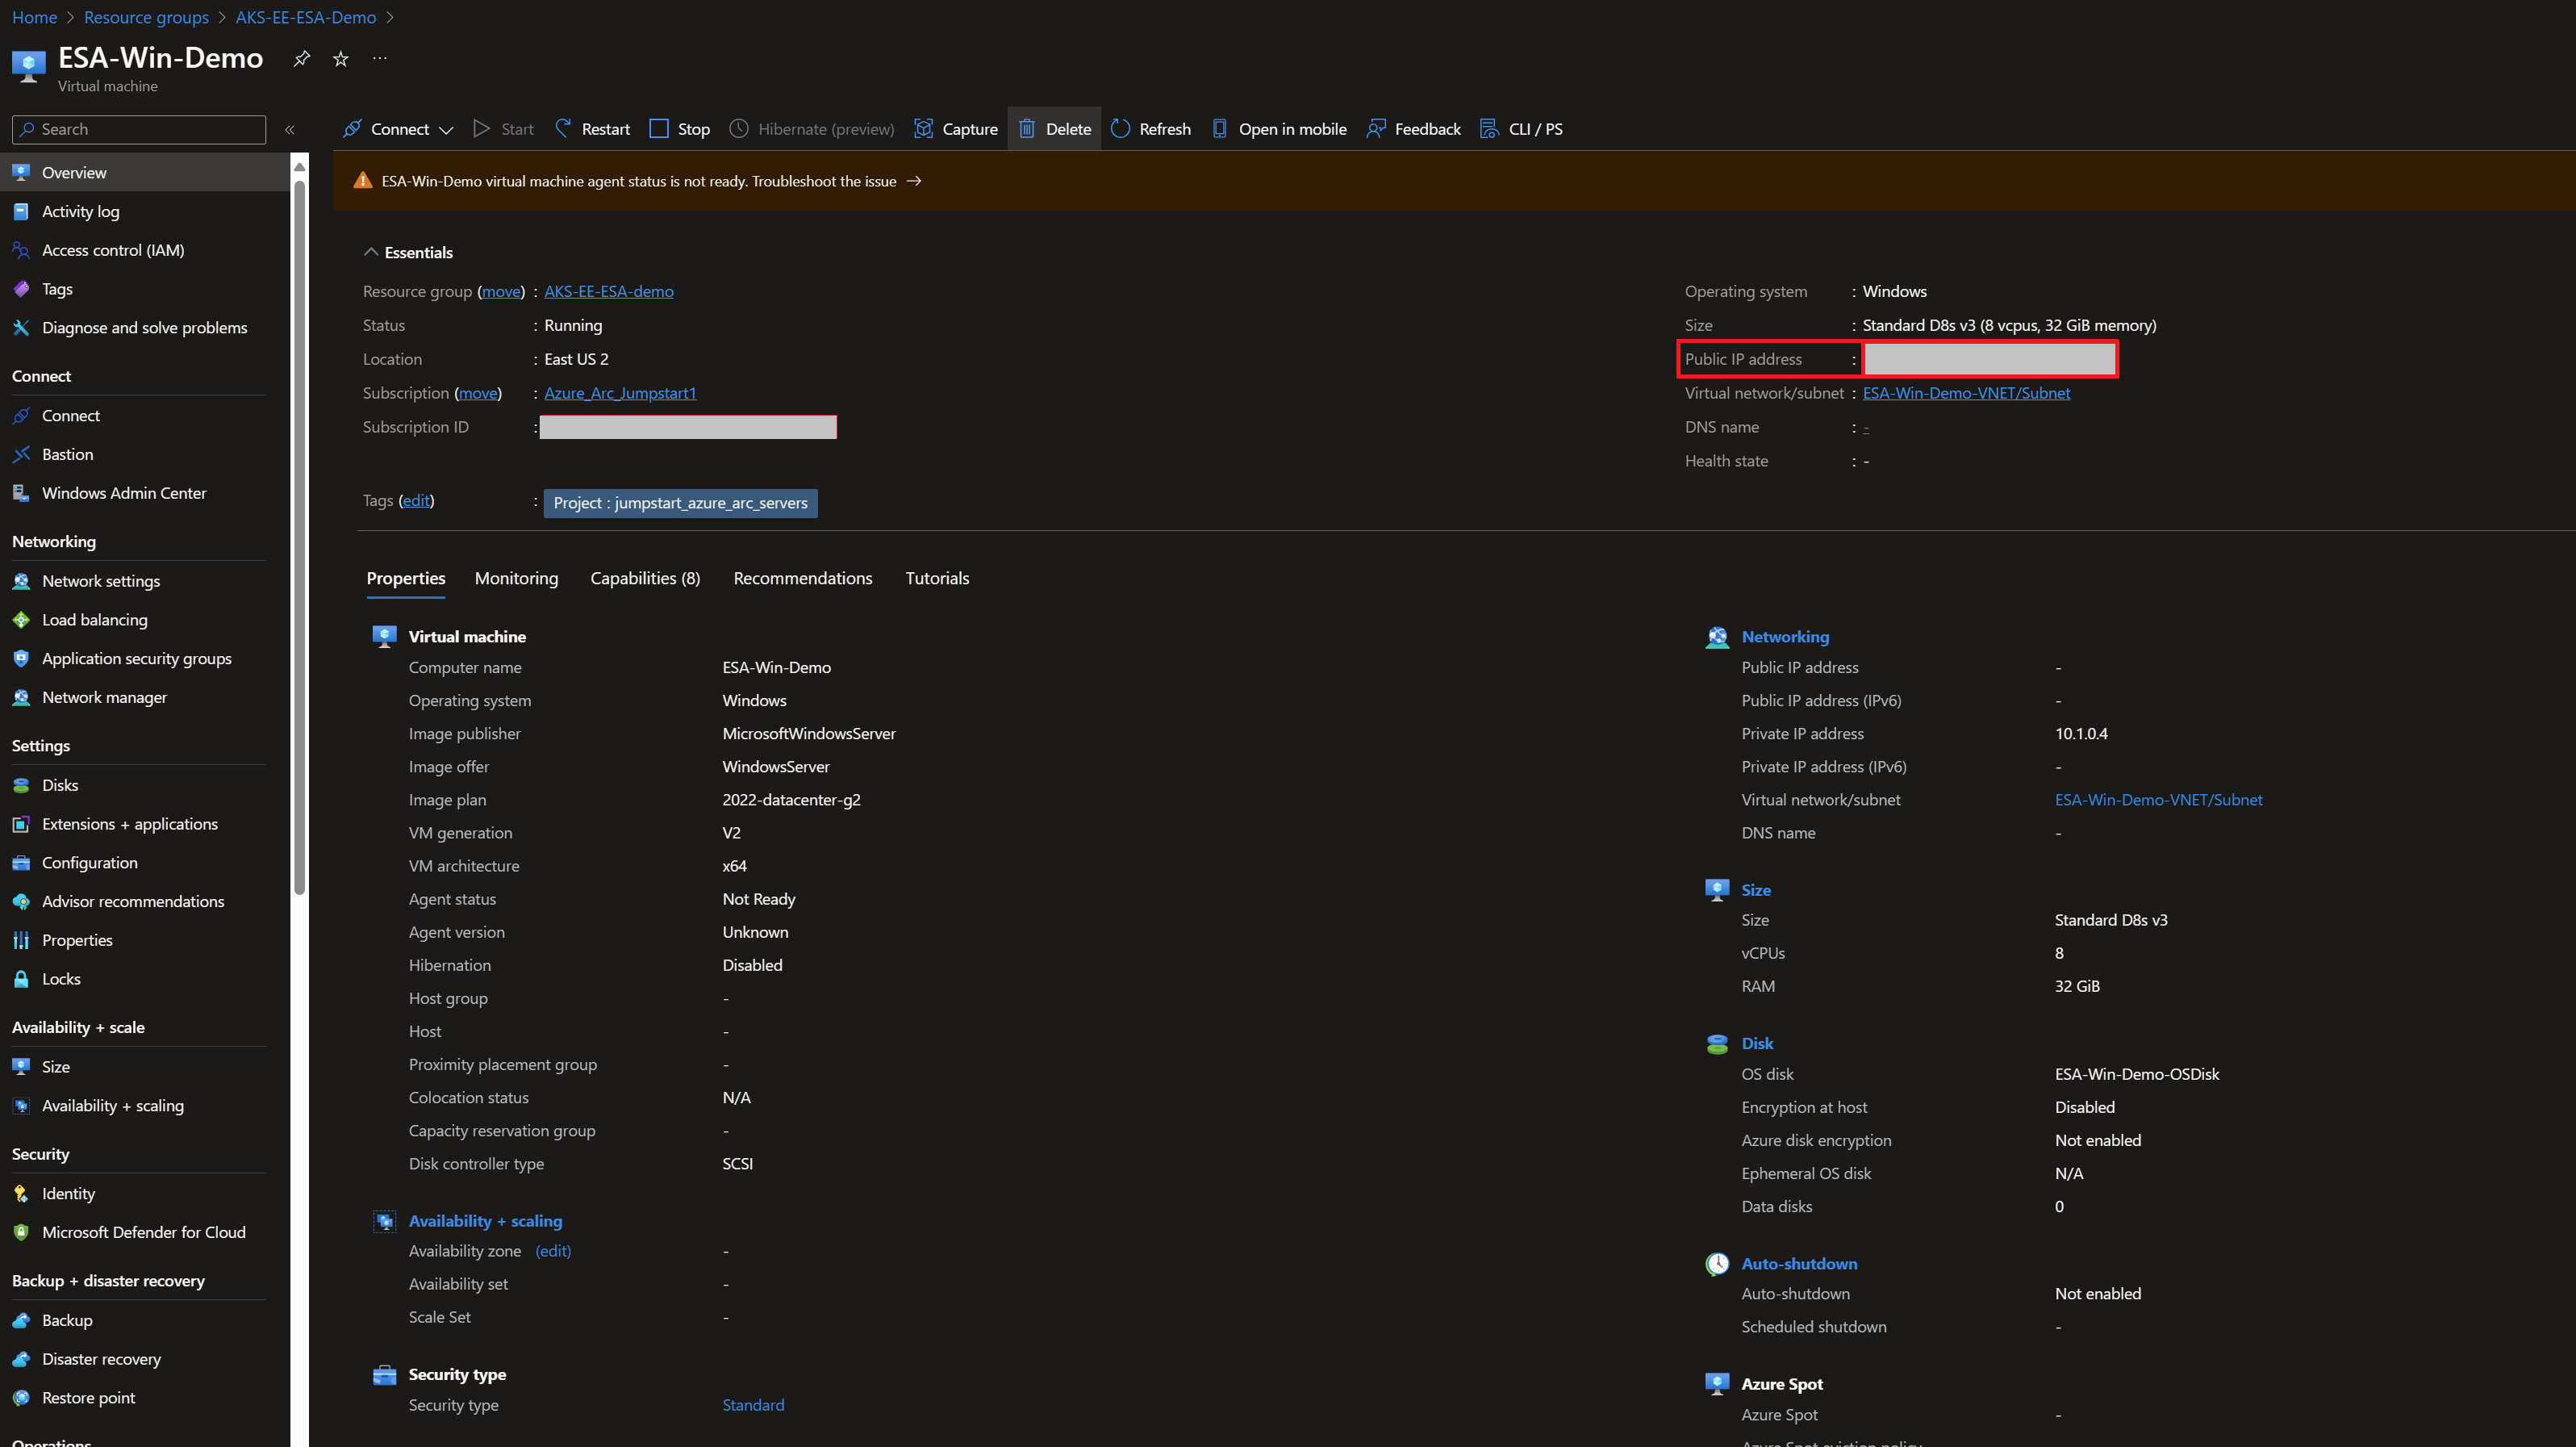 Home > Resource groups > AKS-EE-ESA-Demo >
ESA-Win-Demo
Virtual machine
Search
Connect Start Restart Stop Hibernate (preview) Capture Delete Refresh Open in mobile Feedback CLI / PS
Overview
Activity log
Access control (IAM)
Tags
Diagnose and solve problems
Connect
Connect
Bastion
Windows Admin Center
Networking
Network settings
Load balancing
Application security groups
Network manager
Settings
Disks
Extensions + applications
Configuration
Advisor recommendations
Properties
Locks
Availability + scale
Size
Availability + scaling
Security
Identity
Microsoft Defender for Cloud
Backup + disaster recovery
Backup
Disaster recovery
Restore point
Operations
ESA-Win-Demo virtual machine agent status is not ready. Troubleshoot the issue →
Essentials
Resource group (move) : AKS-EE-ESA-demo
Status : Running
Location : East US 2
Subscription (move) : Azure_Arc_Jumpstart1
Subscription ID :
Tags (edit) : Project : jumpstart_azure_arc_servers
Operating system : Windows
Size : Standard D8s v3 (8 vcpus, 32 GiB memory)
Public IP address :
Virtual network/subnet : ESA-Win-Demo-VNET/Subnet
DNS name : -
Health state : -
Properties Monitoring Capabilities (8) Recommendations Tutorials
Virtual machine
Computer name ESA-Win-Demo
Operating system Windows
Image publisher MicrosoftWindowsServer
Image offer WindowsServer
Image plan 2022-datacenter-g2
VM generation V2
VM architecture x64
Agent status Not Ready
Agent version Unknown
Hibernation Disabled
Host group -
Host -
Proximity placement group -
Colocation status N/A
Capacity reservation group -
Disk controller type SCSI
Availability + scaling
Availability zone (edit) -
Availability set -
Scale Set -
Security type
Security type Standard
Networking
Public IP address -
Public IP address (IPv6) -
Private IP address 10.1.0.4
Private IP address (IPv6) -
Virtual network/subnet ESA-Win-Demo-VNET/Subnet
DNS name -
Size
Size Standard D8s v3
vCPUs 8
RAM 32 GiB
Disk
OS disk ESA-Win-Demo-OSDisk
Encryption at host Disabled
Azure disk encryption Not enabled
Ephemeral OS disk N/A
Data disks 0
Auto-shutdown
Auto-shutdown Not enabled
Scheduled shutdown -
Azure Spot
Azure Spot -
Azure Spot eviction policy